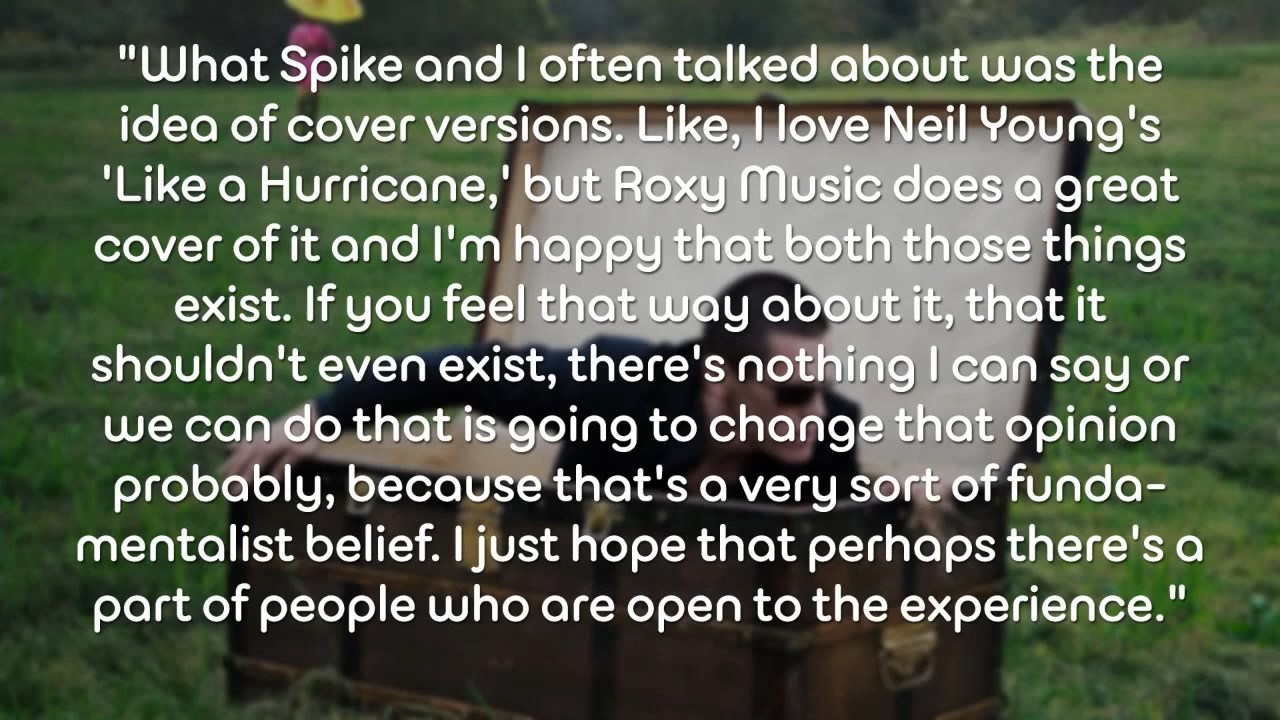 "What Spike and I often talked about was the
idea of cover versions. Like, I love Neil Young's
'Like a Hurricane,' but Roxy Music does a great
cover of it and I'm happy that both those things
exist. If you feel that way about it, that it
shouldn't even exist, there's nothing I can say or
we can do that is going to change that opinion
probably, because that's a very sort of funda-
mentalist belief. I just hope that perhaps there's a
part of people who are open to the experience."